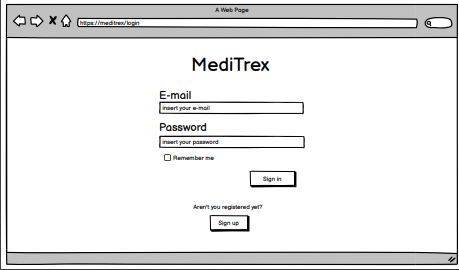 A Web Page
https://meditrex/login
MediTrex
E-mail
insert your e-mail
Password
insert your password
Remember me
Sign in
Aren't you registered yet?
Sign up